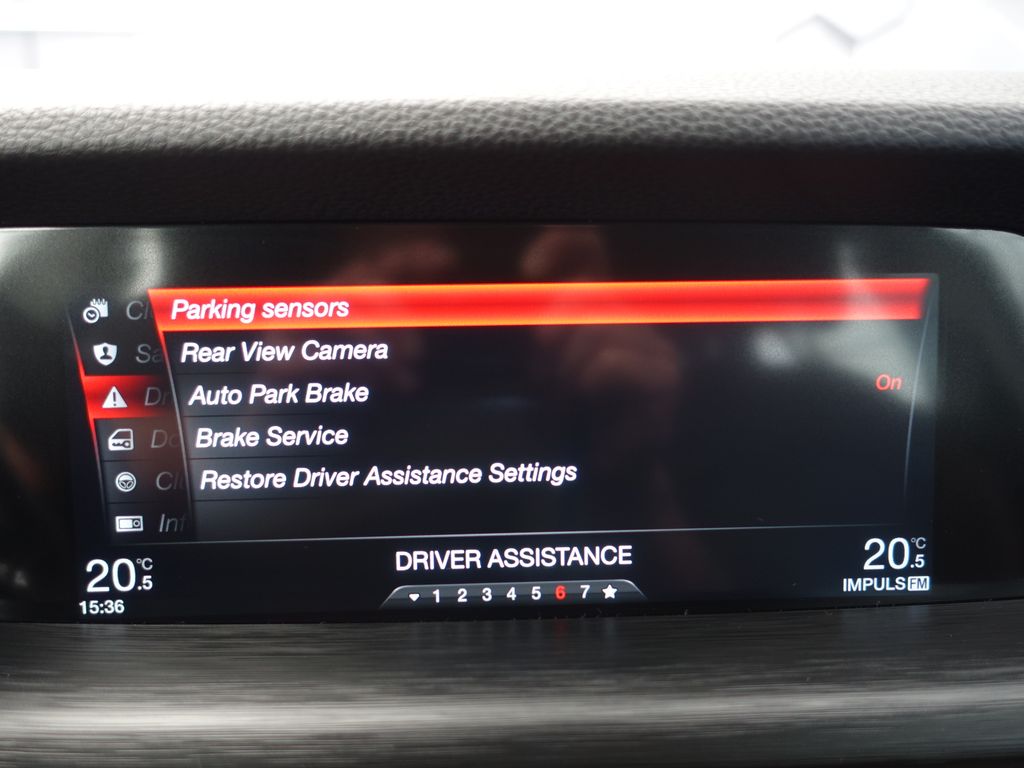 Parking sensors
Rear View Camera
Auto Park Brake On
Brake Service
Restore Driver Assistance Settings
DRIVER ASSISTANCE
20.5 °C
20.5 °C
15:36
1 2 3 4 5 6 7
IMPULS FM